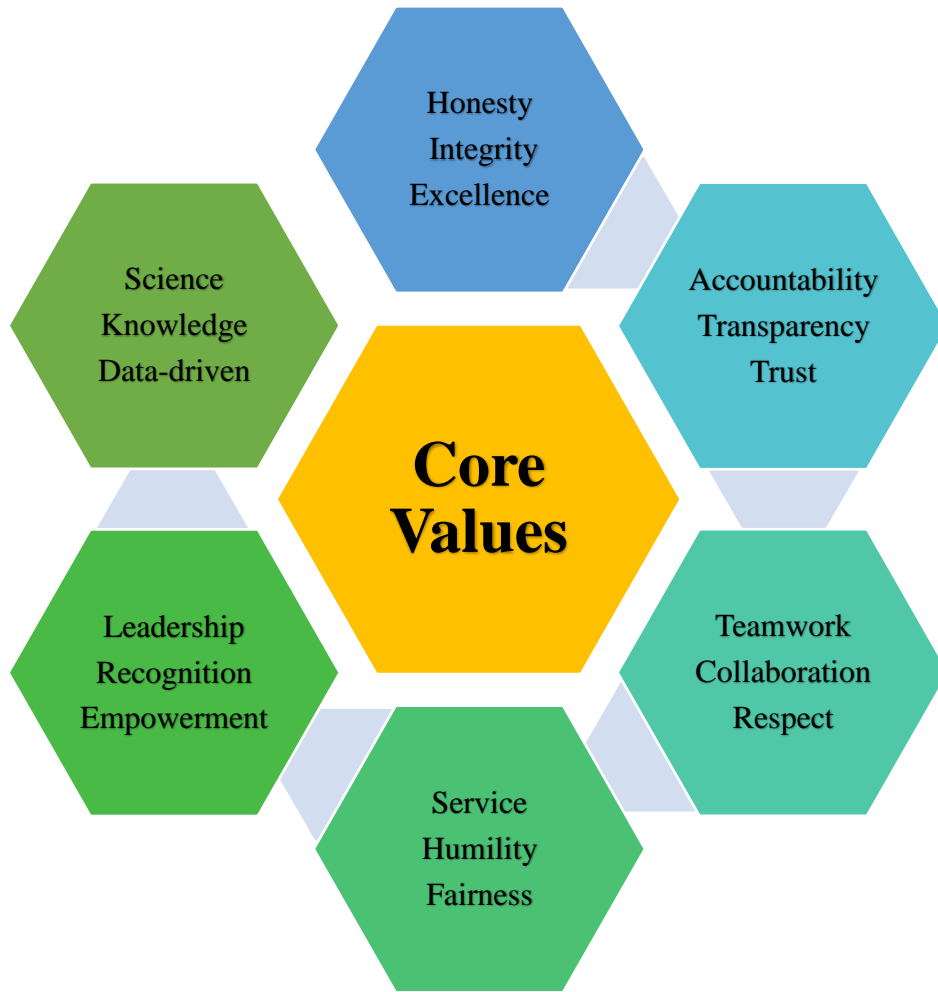 Honesty
Integrity
Excellence
Accountability
Transparency
Trust
Teamwork
Collaboration
Respect
Service
Humility
Fairness
Leadership
Recognition
Empowerment
Science
Knowledge
Data-driven
Core
Values